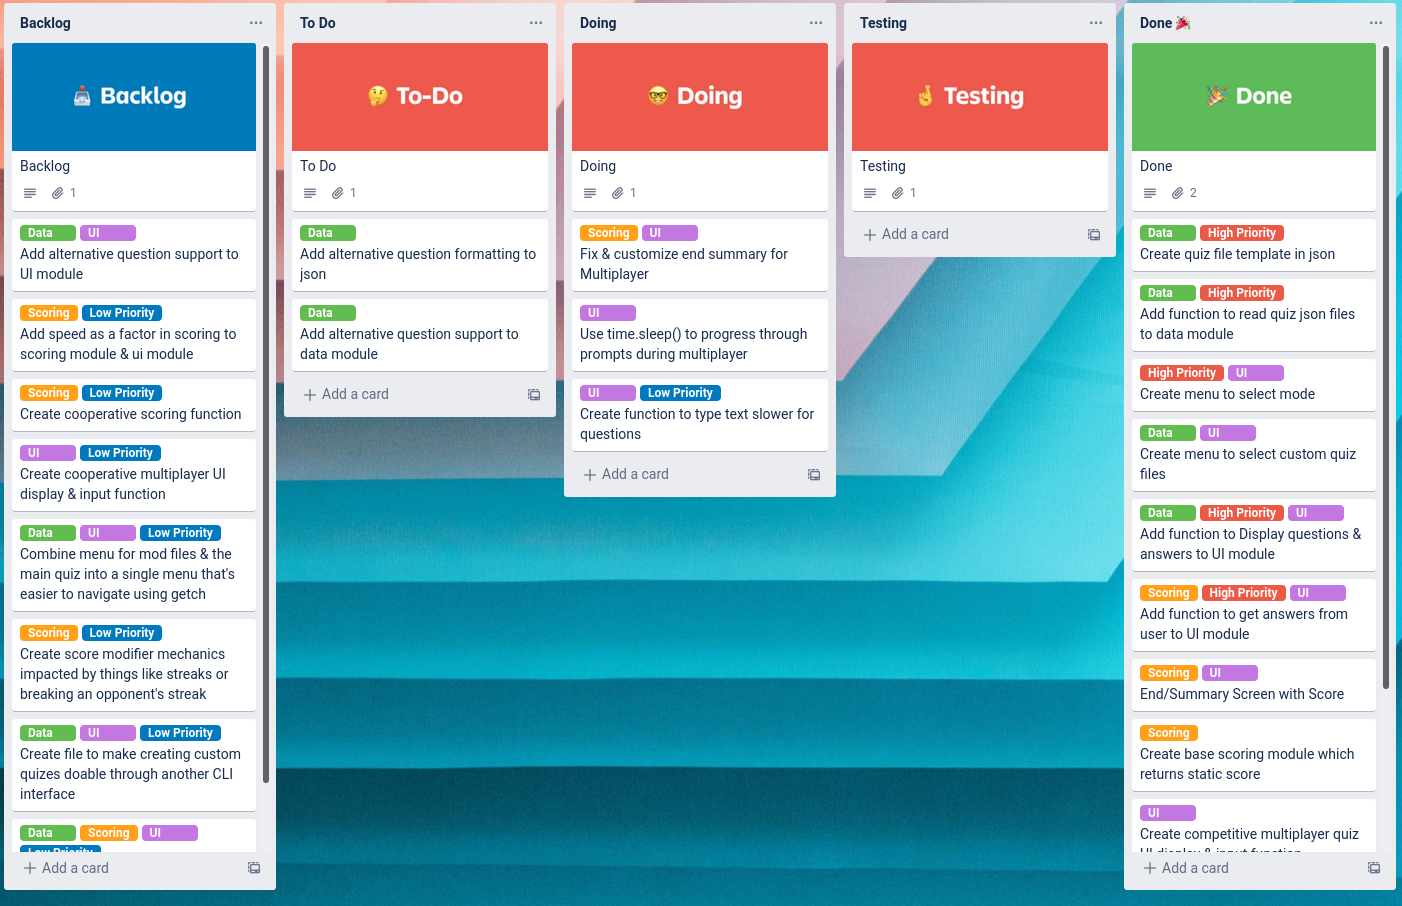 Backlog
Backlog
Backlog
1
Data UI
Add alternative question support to
UI module
Scoring Low Priority
Add speed as a factor in scoring to
scoring module & ui module
Scoring Low Priority
Create cooperative scoring function
UI Low Priority
Create cooperative multiplayer UI
display & input function
Data UI Low Priority
Combine menu for mod files & the
main quiz into a single menu that's
easier to navigate using getch
Scoring Low Priority
Create score modifier mechanics
impacted by things like streaks or
breaking an opponent's streak
Data UI Low Priority
Create file to make creating custom
quizes doable through another CLI
interface
Data Scoring UI
Low Priority
Add a card
To Do
To-Do
To Do
1
Data
Add alternative question formatting to
json
Data
Add alternative question support to
data module
Add a card
Doing
Doing
Doing
1
Scoring UI
Fix & customize end summary for
Multiplayer
UI
Use time.sleep() to progress through
prompts during multiplayer
UI Low Priority
Create function to type text slower for
questions
Add a card
Testing
Testing
Testing
1
Add a card
Done
Done
Done
2
Data High Priority
Create quiz file template in json
Data High Priority
Add function to read quiz json files
to data module
High Priority UI
Create menu to select mode
Data UI
Create menu to select custom quiz
files
Data High Priority UI
Add function to Display questions &
answers to UI module
Scoring High Priority UI
Add function to get answers from
user to UI module
Scoring UI
End/Summary Screen with Score
Scoring
Create base scoring module which
returns static score
UI
Create competitive multiplayer quiz
UI display & input function
Add a card